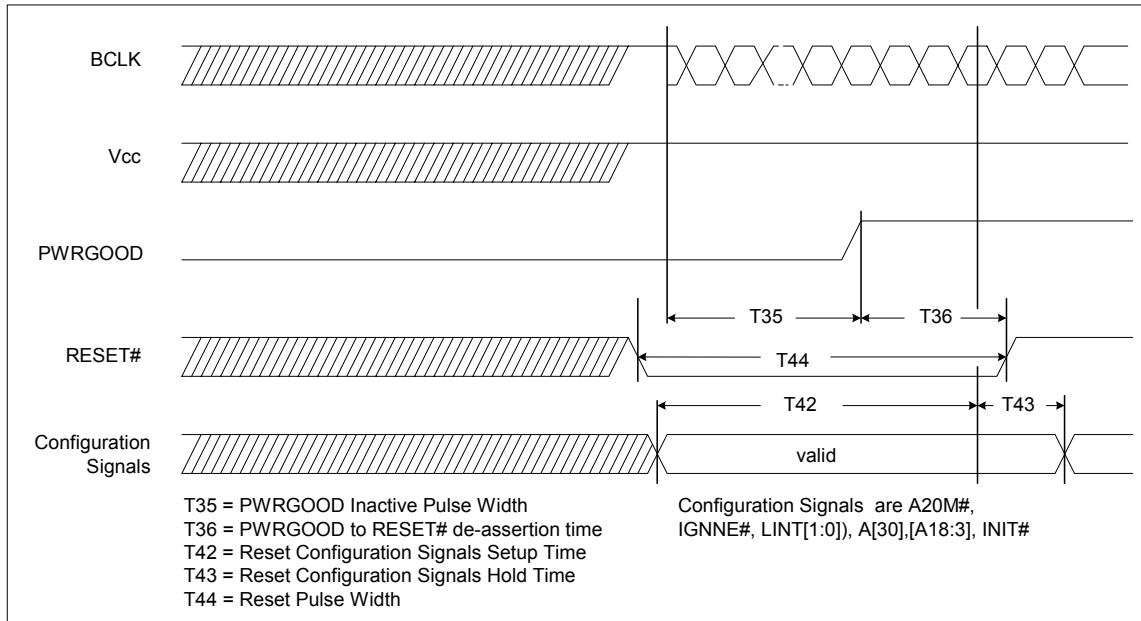 BCLK
Vcc
PWRGOOD
T35
T36
RESET#
T44
T42
T43
Configuration
Signals
valid
T35 = PWRGOOD Inactive Pulse Width
T36 = PWRGOOD to RESET# de-assertion time
T42 = Reset Configuration Signals Setup Time
T43 = Reset Configuration Signals Hold Time
T44 = Reset Pulse Width
Configuration Signals are A20M#,
IGNNE#, LINT[1:0]), A[30],[A18:3], INIT#